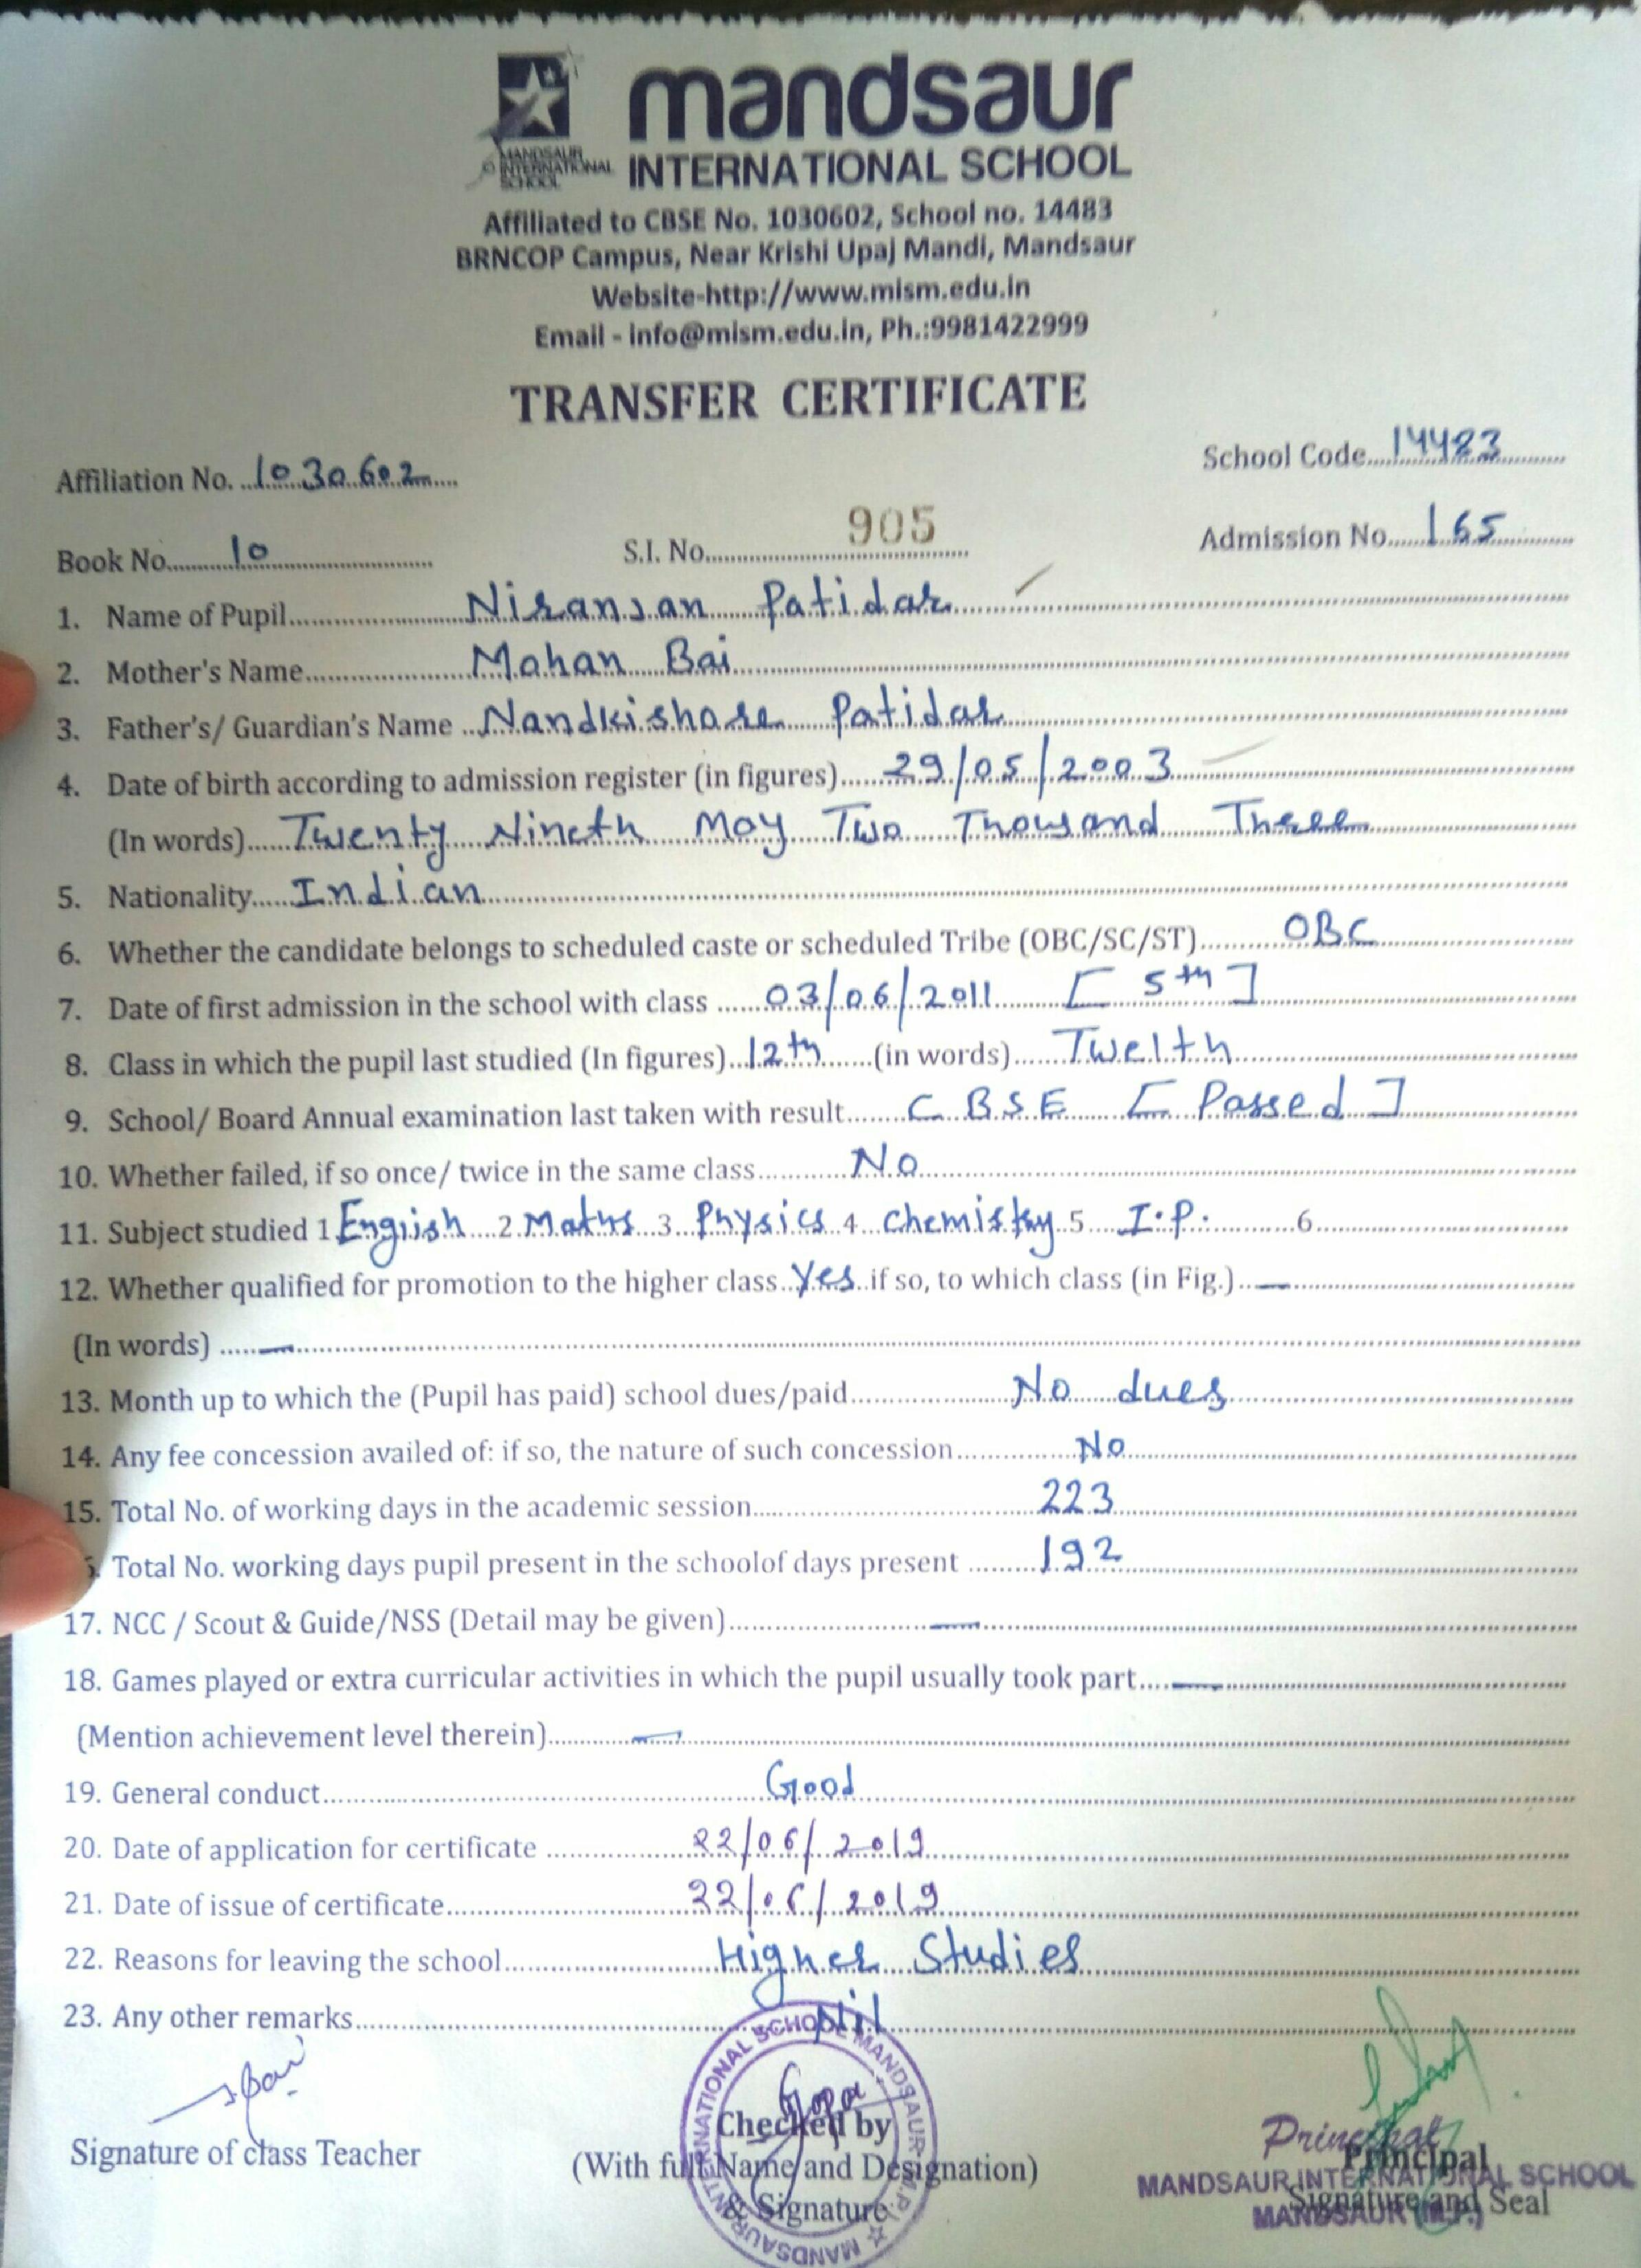 mandsaur
MANDSAUR INTERNATIONAL SCHOOL
INTERNATIONAL SCHOOL
Affiliated to CBSE No. 1030602, School no. 14483
BRNCOP Campus, Near Krishi Upaj Mandi, Mandsaur
Website-http://www.mism.edu.in
Email - info@mism.edu.in, Ph.:9981422999
TRANSFER CERTIFICATE
Affiliation No. 1030602 School Code 14483
Book No. 10 S.I. No. 905 Admission No. 165
1. Name of Pupil Niranjan Patidar
2. Mother's Name Mohan Bai
3. Father's/ Guardian's Name Nandkishore Patidar
4. Date of birth according to admission register (in figures) 29/05/2003
(In words) Twenty Nineth May Two Thousand Three
5. Nationality Indian
6. Whether the candidate belongs to scheduled caste or scheduled Tribe (OBC/SC/ST) OBC
7. Date of first admission in the school with class 03/06/2011 [ 5th ]
8. Class in which the pupil last studied (In figures) 12th (in words) Twelth
9. School/ Board Annual examination last taken with result CBSE [ Passed ]
10. Whether failed, if so once/ twice in the same class No
11. Subject studied 1 English 2 Maths 3 Physics 4 Chemistry 5 I.P. 6
12. Whether qualified for promotion to the higher class Yes if so, to which class (in Fig.) —
(In words) —
13. Month up to which the (Pupil has paid) school dues/paid No dues
14. Any fee concession availed of: if so, the nature of such concession No
15. Total No. of working days in the academic session 223
6. Total No. working days pupil present in the schoolof days present 192
17. NCC / Scout & Guide/NSS (Detail may be given) —
18. Games played or extra curricular activities in which the pupil usually took part —
(Mention achievement level therein) —
19. General conduct Good
20. Date of application for certificate 22/06/2019
21. Date of issue of certificate 22/06/2019
22. Reasons for leaving the school Higher Studies
23. Any other remarks Nil
Signature of class Teacher
Checked by
(With full Name and Designation)
& Signature
MANDSAUR INTERNATIONAL SCHOOL MANDSAUR (M.P.)
Principal
Principal
MANDSAUR INTERNATIONAL SCHOOL
Signature and Seal
MANDSAUR (M.P.)